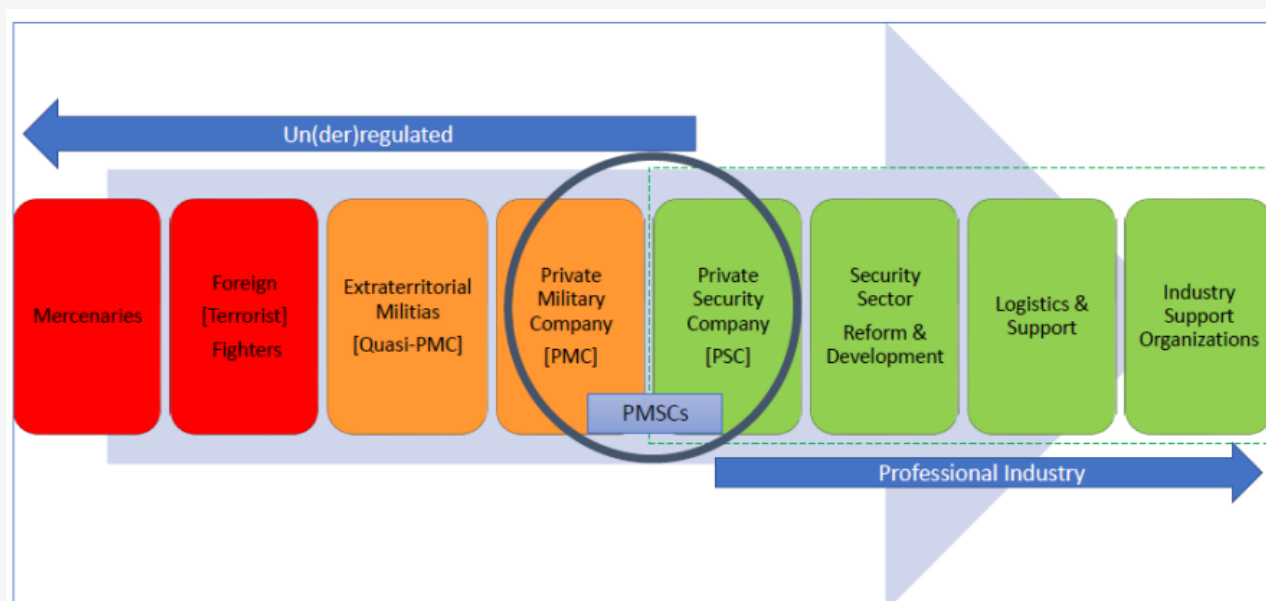 Un(der)regulated
Mercenaries
Foreign
[Terrorist]
Fighters
Extraterritorial
Militias
[Quasi-PMC]
Private
Military
Company
[PMC]
Private
Security
Company
[PSC]
PMSCs
Security
Sector
Reform &
Development
Logistics &
Support
Industry
Support
Organizations
Professional Industry